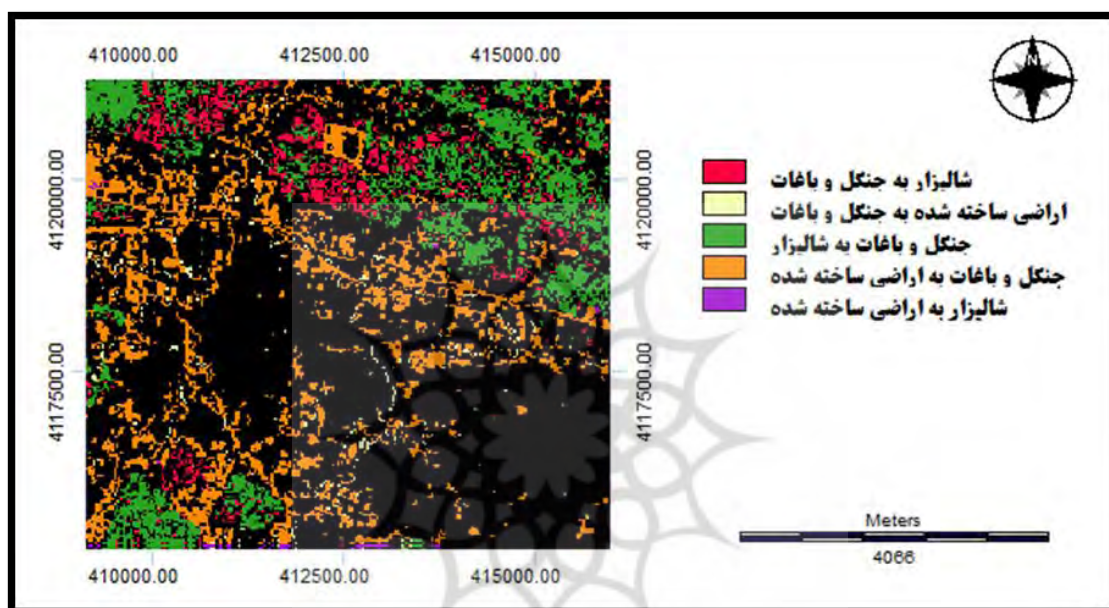 410000.00 412500.00 415000.00
N
4120000.00
4120000.00
شالیزار به جنگل و باغات
اراضی ساخته شده به جنگل و باغات
جنگل و باغات به شالیزار
جنگل و باغات به اراضی ساخته شده
شالیزار به اراضی ساخته شده
4117500.00
4117500.00
Meters
4066
410000.00 412500.00 415000.00